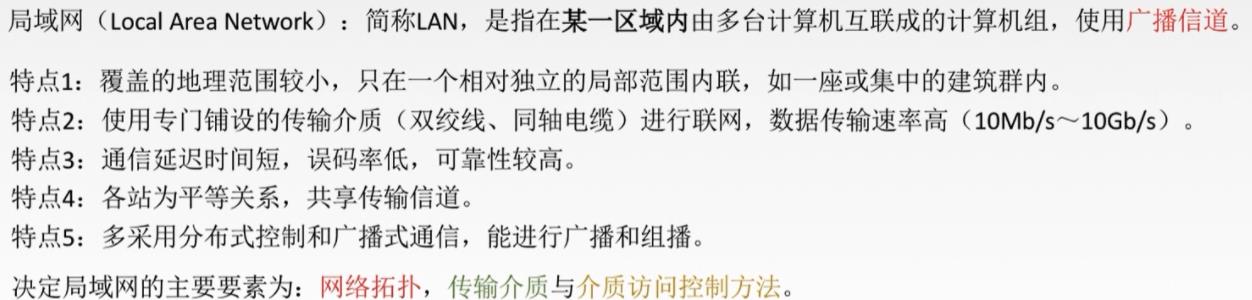 局域网（Local Area Network）：简称LAN，是指在某一区域内由多台计算机互联成的计算机组，使用广播信道。
特点1：覆盖的地理范围较小，只在一个相对独立的局部范围内联，如一座或集中的建筑群内。
特点2：使用专门铺设的传输介质（双绞线、同轴电缆）进行联网，数据传输速率高（10Mb/s～10Gb/s）。
特点3：通信延迟时间短，误码率低，可靠性较高。
特点4：各站为平等关系，共享传输信道。
特点5：多采用分布式控制和广播式通信，能进行广播和组播。
决定局域网的主要要素为：网络拓扑，传输介质与介质访问控制方法。